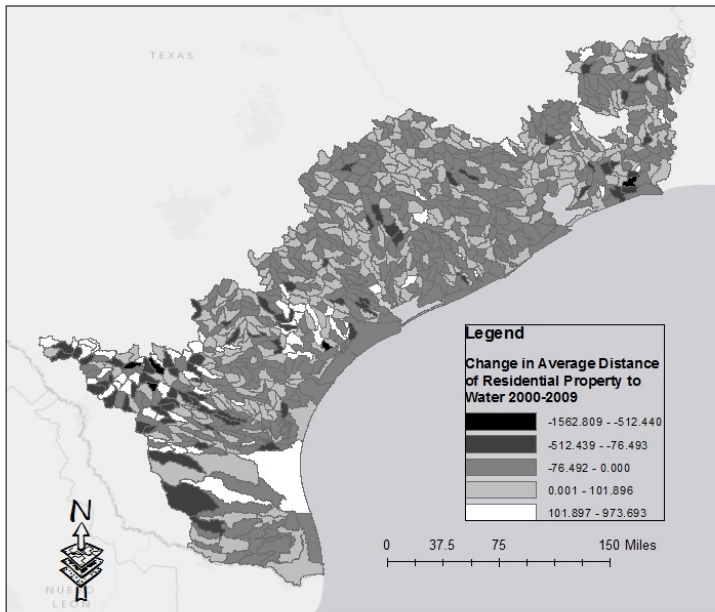 TEXAS
Legend
Change in Average Distance
of Residential Property to
Water 2000-2009
-1562.809 - -512.440
-512.439 - -76.493
-76.492 - 0.000
0.001 - 101.896
101.897 - 973.693
N
0 37.5 75 150 Miles
NUEVO
LEÓN